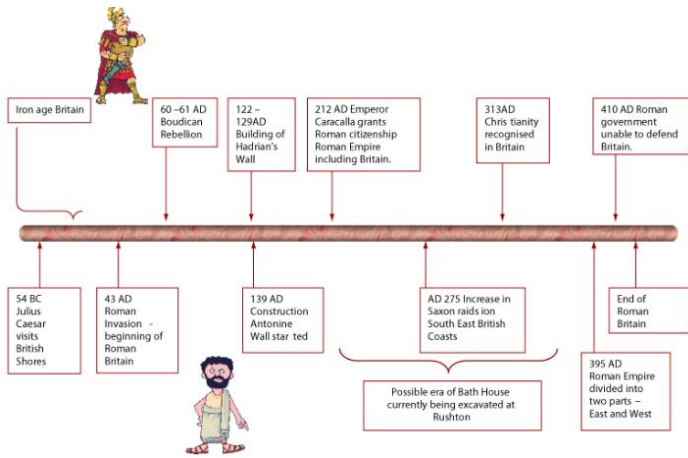 Iron age Britain
60 –61 AD
Boudican
Rebellion
122 –
129AD
Building of
Hadrian's
Wall
212 AD Emperor
Caracalla grants
Roman citizenship
Roman Empire
including Britain.
313AD
Chris tianity
recognised
in Britain
410 AD Roman
government
unable to defend
Britain.
54 BC
Julius
Caesar
visits
British
Shores
43 AD
Roman
Invasion -
beginning of
Roman
Britain
139 AD
Construction
Antonine
Wall star ted
AD 275 Increase in
Saxon raids ion
South East British
Coasts
End of
Roman
Britain
395 AD
Roman Empire
divided into
two parts –
East and West
Possible era of Bath House
currently being excavated at
Rushton